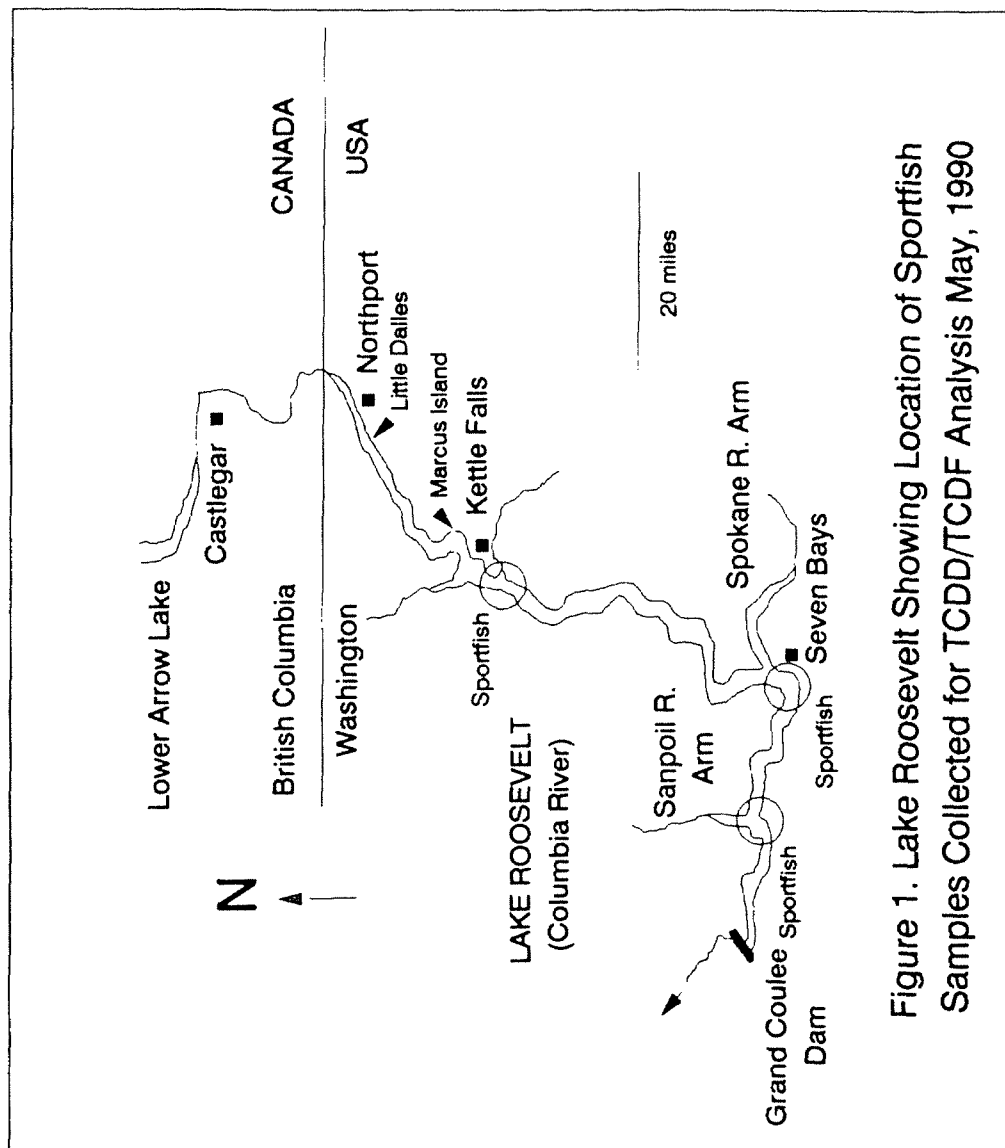 Lower Arrow Lake
Castlegar
CANADA
British Columbia
USA
Washington
Northport
Little Dalles
Marcus Island
Kettle Falls
Sportfish
N
LAKE ROOSEVELT
(Columbia River)
20 miles
Sanpoil R.
Arm
Spokane R. Arm
Seven Bays
Sportfish
Sportfish
Grand Coulee
Dam
Figure 1. Lake Roosevelt Showing Location of Sportfish
Samples Collected for TCDD/TCDF Analysis May, 1990